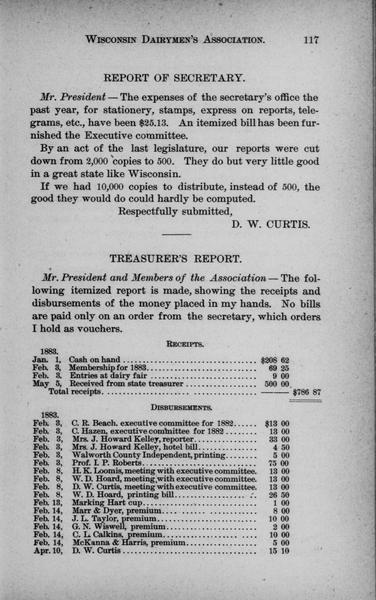 WISCONSIN DAIRYMEN'S ASSOCIATION. 117
REPORT OF SECRETARY.
Mr. President — The expenses of the secretary's office the
past year, for stationery, stamps, express on reports, tele-
grams, etc., have been $25.13. An itemized bill has been fur-
nished the Executive committee.
By an act of the last legislature, our reports were cut
down from 2,000 copies to 500. They do but very little good
in a great state like Wisconsin.
If we had 10,000 copies to distribute, instead of 500, the
good they would do could hardly be computed.
Respectfully submitted,
D. W. CURTIS.
TREASURER'S REPORT.
Mr. President and Members of the Association — The fol-
lowing itemized report is made, showing the receipts and
disbursements of the money placed in my hands. No bills
are paid only on an order from the secretary, which orders
I hold as vouchers.
RECEIPTS.
1883.
Jan. 1, Cash on hand ........ $208 62
Feb. 3, Membership for 1883 ........ 69 25
Feb. 3, Entries at dairy fair ........ 9 00
May 5, Received from state treasurer ........ 500 00
Total receipts ........ $786 87
DISBURSEMENTS.
1883.
Feb. 3, C. R. Beach, executive committee for 1882 ...... $13 00
Feb. 3, C. Hazen, executive committee for 1882 ........ 13 00
Feb. 3, Mrs. J. Howard Kelley, reporter ........ 33 00
Feb. 3, Mrs. J. Howard Kelley, hotel bill ........ 4 50
Feb. 3, Walworth County Independent, printing ........ 5 00
Feb. 3, Prof. I. P. Roberts ........ 75 00
Feb. 8, H. K. Loomis, meeting with executive committee. 13 00
Feb. 8, W. D. Hoard, meeting with executive committee. 13 00
Feb. 8, D. W. Curtis, meeting with executive committee. 13 00
Feb. 8, W. D. Hoard, printing bill ........ 26 50
Feb. 13, Marking Hart cup ........ 1 00
Feb. 14, Marr & Dyer, premium ........ 8 00
Feb. 14, J. L. Taylor, premium ........ 10 00
Feb. 14, G. N. Wiswell, premium ........ 2 00
Feb. 14, C. L. Calkins, premium ........ 10 00
Feb. 14, McKanna & Harris, premium ........ 5 00
Apr. 10, D. W. Curtis ........ 15 10